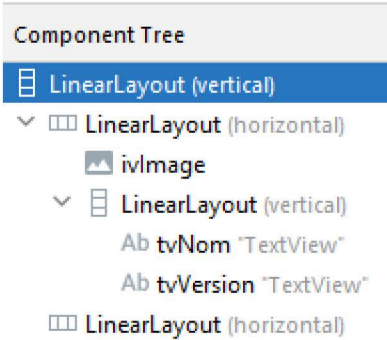 Component Tree
LinearLayout (vertical)
LinearLayout (horizontal)
ivImage
LinearLayout (vertical)
Ab tvNom "TextView"
Ab tvVersion "TextView"
LinearLayout (horizontal)